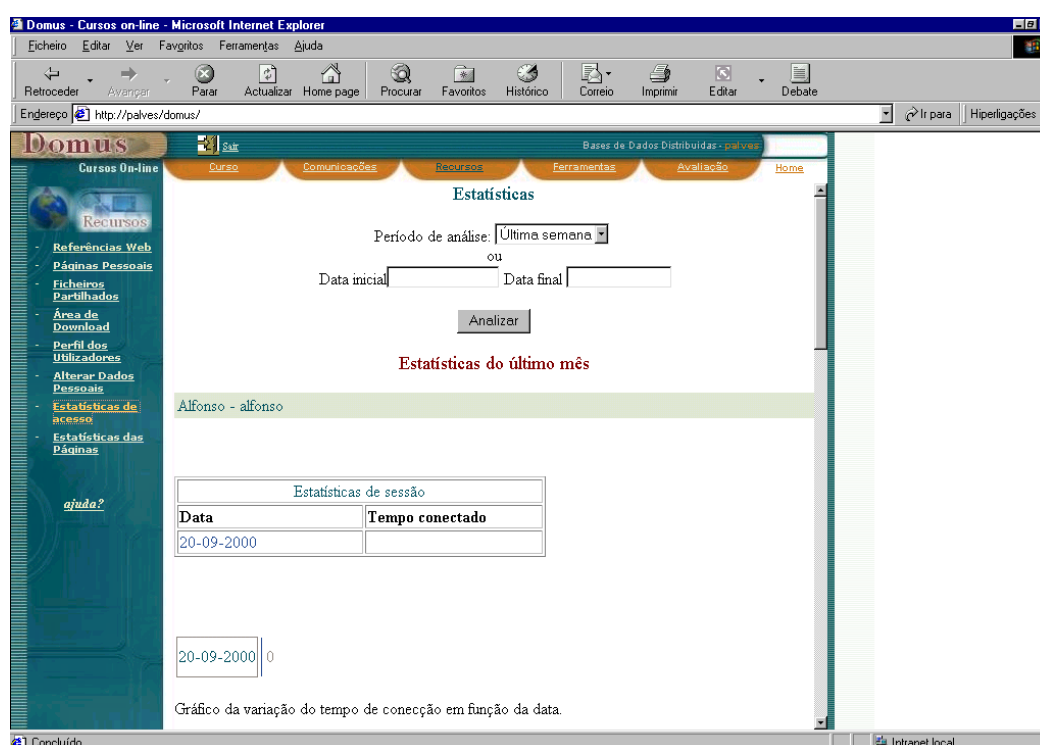 Domus - Cursos on-line - Microsoft Internet Explorer
Ficheiro Editar Ver Favoritos Ferramentas Ajuda
Retroceder Avançar Parar Actualizar Home page Procurar Favoritos Histórico Correio Imprimir Editar Debate
Endereço http://palves/domus/ Ir para Hiperligações
Domus Sair Bases de Dados Distribuidas - palves
Cursos On-line Curso Comunicações Recursos Ferramentas Avaliação Home
Recursos
- Referências Web
- Páginas Pessoais
- Ficheiros
Partilhados
- Área de
Download
- Perfil dos
Utilizadores
- Alterar Dados
Pessoais
- Estatísticas de
acesso
- Estatísticas das
Páginas
ajuda?
Estatísticas
Período de análise: Última semana
ou
Data inicial Data final
Analizar
Estatísticas do último mês
Alfonso - alfonso
Estatísticas de sessão
Data Tempo conectado
20-09-2000
20-09-2000 0
Gráfico da variação do tempo de conecção em função da data.
Concluído Intranet local